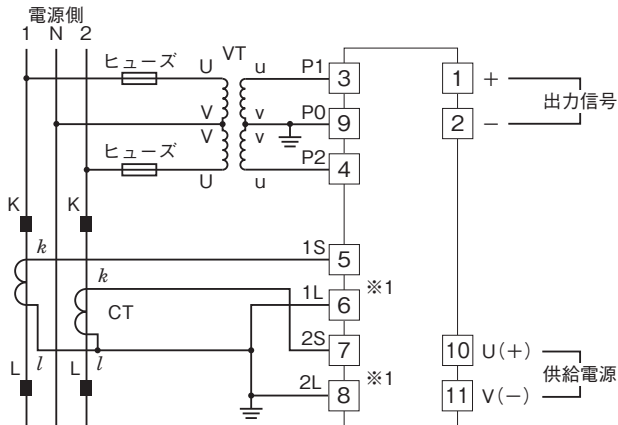 電源側
1 N 2
ヒューズ
U
VT
u
P1
3
1
+
出力信号
V
v
P0
9
2
−
V
v
ヒューズ
U
u
P2
4
K
K
k
1S
5
k
1L
6
※1
CT
2S
7
10
U(+)
供給電源
L
l
L
l
2L
8
※1
11
V(−)